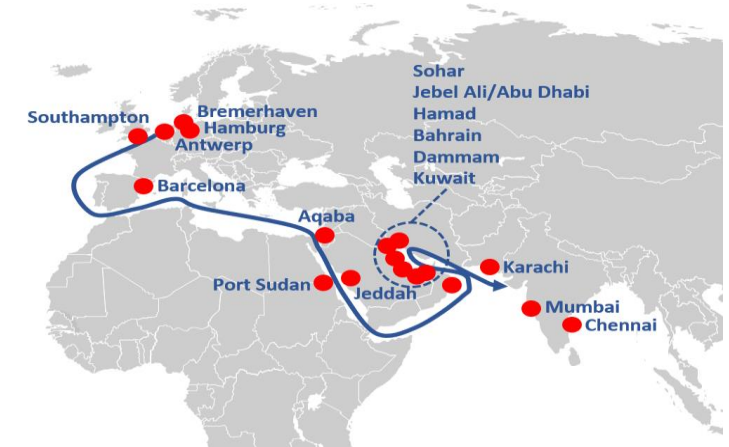 Sohar
Jebel Ali/Abu Dhabi
Hamad
Bahrain
Dammam
Kuwait
Southampton
Bremerhaven
Hamburg
Antwerp
Barcelona
Aqaba
Port Sudan
Jeddah
Karachi
Mumbai
Chennai